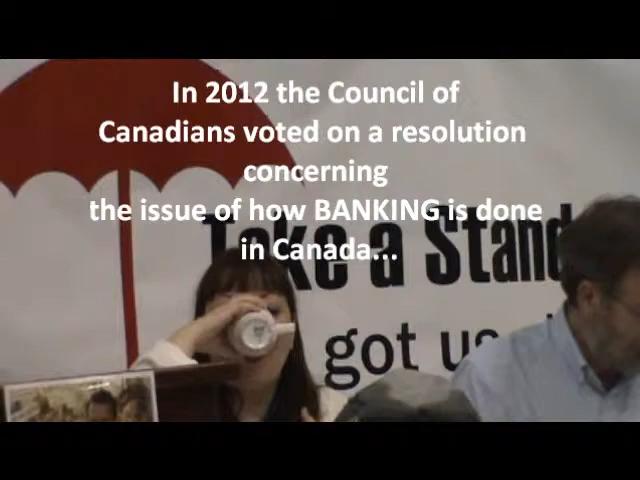 In 2012 the Council of
Canadians voted on a resolution
concerning
the issue of how BANKING is done
in Canada...
Take a Stand
got us